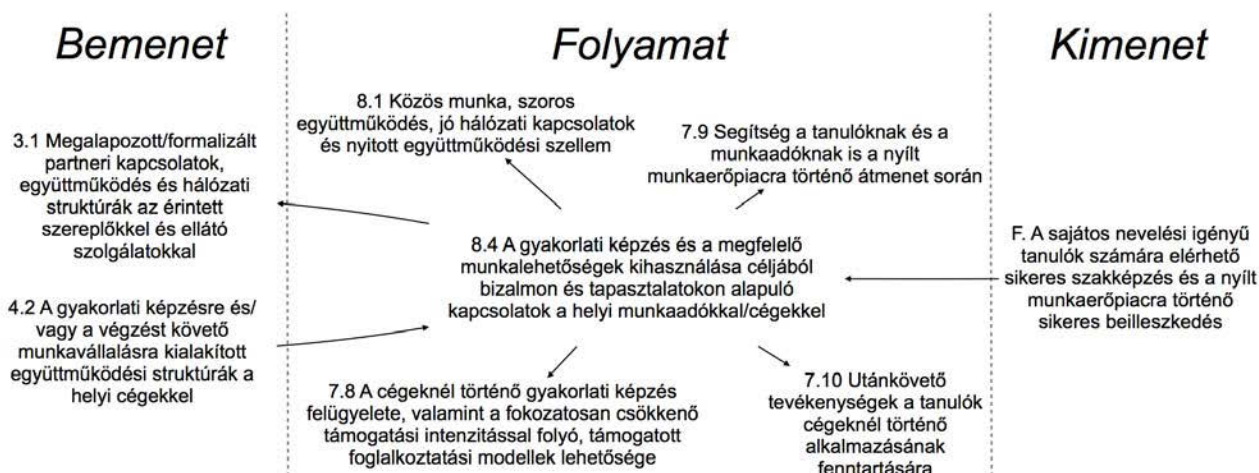 Bemenet
Folyamat
Kimenet
3.1 Megalapozott/formalizált
partneri kapcsolatok,
együttműködés és hálózati
struktúrák az érintett
szereplőkkel és ellátó
szolgálatokkal
4.2 A gyakorlati képzésre és/
vagy a végzést követő
munkavállalásra kialakított
együttműködési struktúrák a
helyi cégekkel
8.1 Közös munka, szoros
együttműködés, jó hálózati kapcsolatok
és nyitott együttműködési szellem
7.9 Segítség a tanulóknak és a
munkaadóknak is a nyílt
munkaerőpiacra történő átmenet során
8.4 A gyakorlati képzés és a megfelelő
munkalehetőségek kihasználása céljából
bizalmon és tapasztalatokon alapuló
kapcsolatok a helyi munkaadókkal/cégekkel
7.8 A cégeknél történő gyakorlati képzés
felügyelete, valamint a fokozatosan csökkenő
támogatási intenzitással folyó, támogatott
foglalkoztatási modellek lehetősége
7.10 Utánkövető
tevékenységek a tanulók
cégeknél történő
alkalmazásának
fenntartására
F. A sajátos nevelési igényű
tanulók számára elérhető
sikeres szakképzés és a nyílt
munkaerőpiacra történő
sikeres beilleszkedés